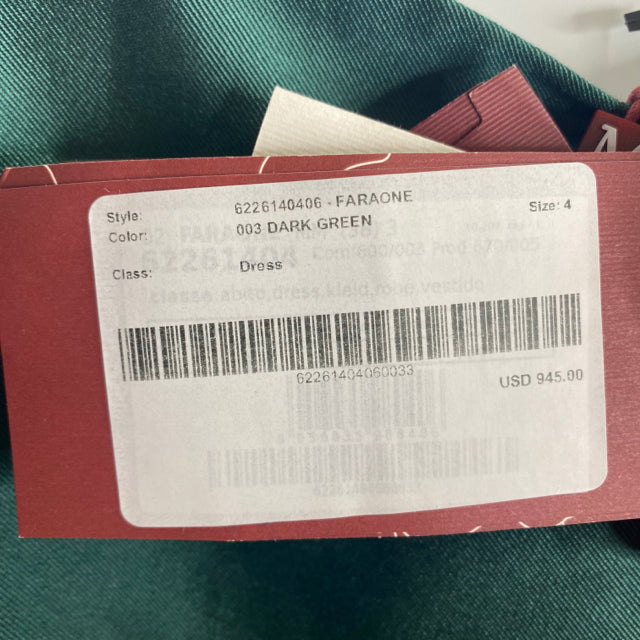 Style: 6226140406 - FARAONE Size: 4
Color: 003 DARK GREEN
Class: Dress
classe abito,dress,kleid,robe,vestido
62261404060033
USD 945.00